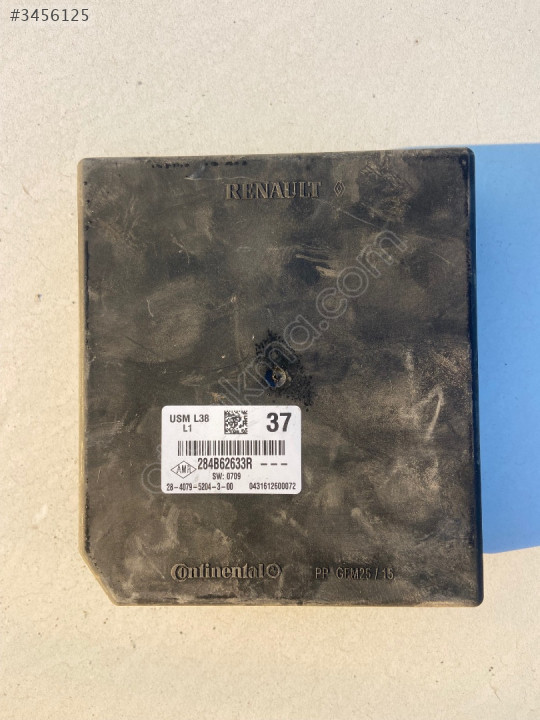 #3456125
RENAULT
USM L38
L1
37
AMR
284B62633R ---
SW: 0709
28-4079-5204-3-00 0431612600072
Continental
PP GFM25/15